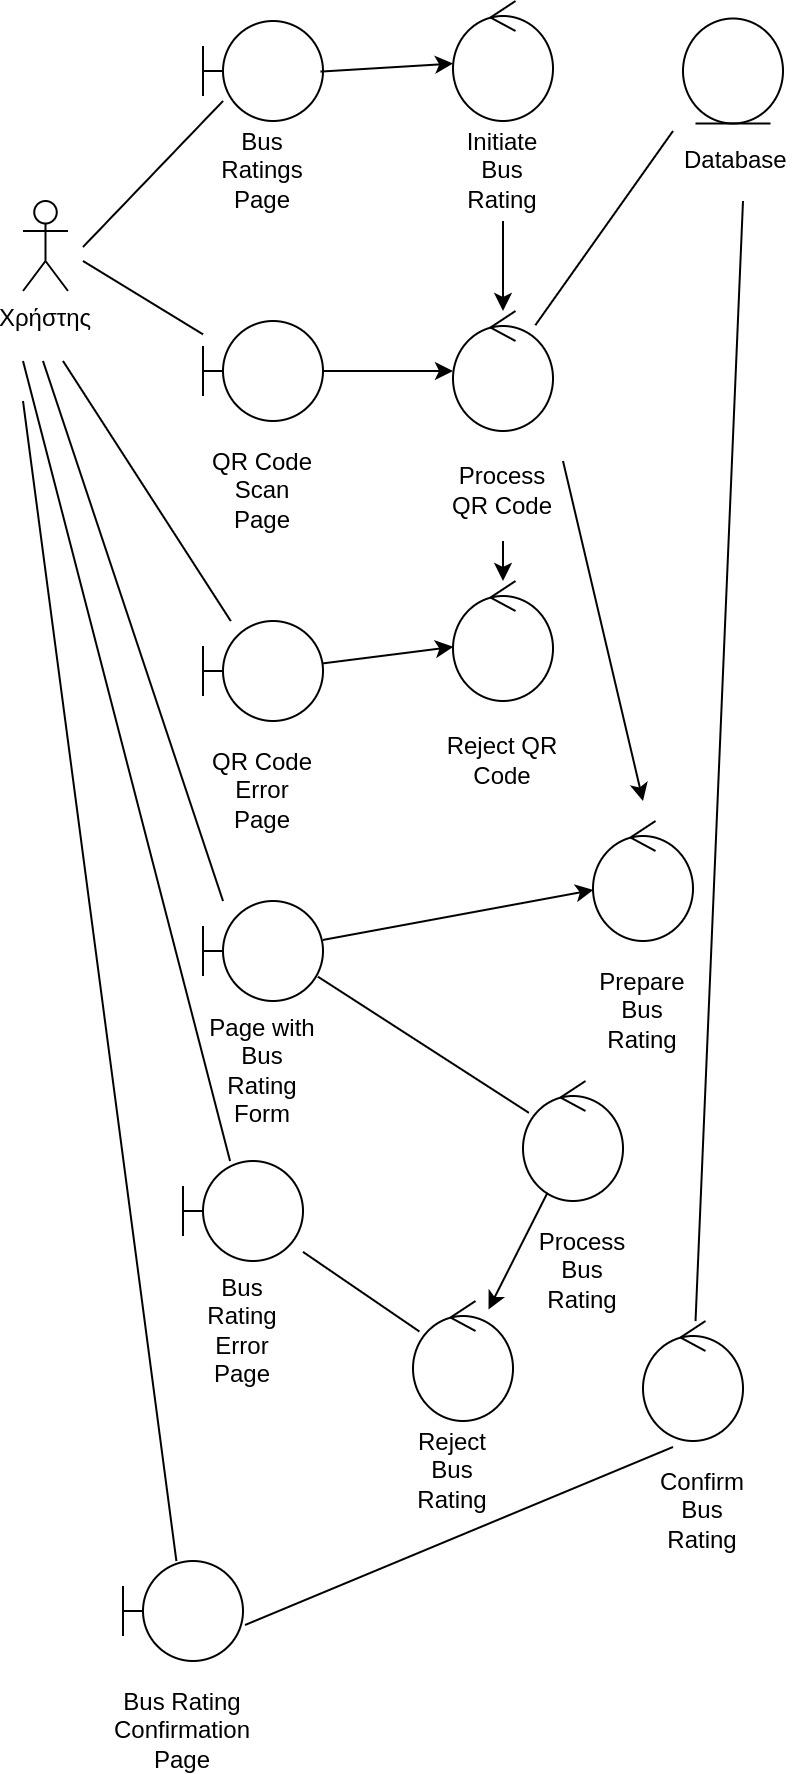 Bus
Ratings
Page
Initiate
Bus
Rating
Database
Χρήστης
QR Code
Scan
Page
Process
QR Code
QR Code
Error
Page
Reject QR
Code
Prepare
Bus
Rating
Page with
Bus
Rating
Form
Process
Bus
Rating
Bus
Rating
Error
Page
Reject
Bus
Rating
Confirm
Bus
Rating
Bus Rating
Confirmation
Page